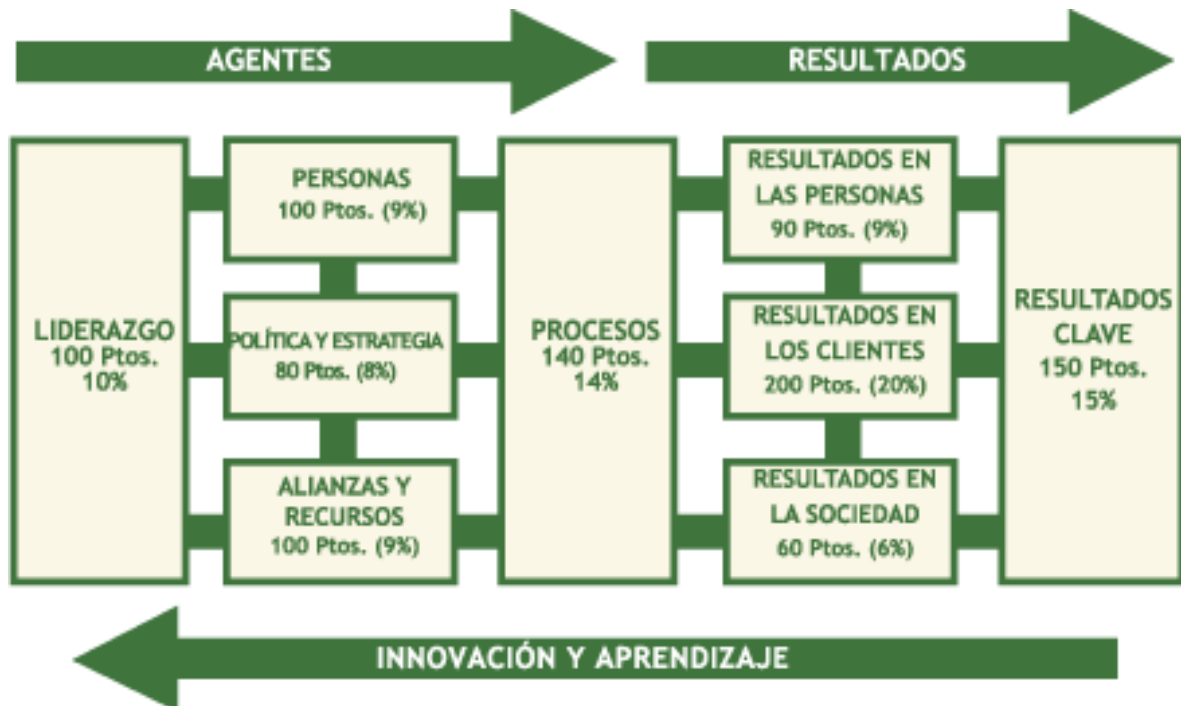 AGENTES
RESULTADOS
LIDERAZGO
100 Ptos.
10%
PERSONAS
100 Ptos. (9%)
POLÍTICA Y ESTRATEGIA
80 Ptos. (8%)
ALIANZAS Y
RECURSOS
100 Ptos. (9%)
PROCESOS
140 Ptos.
14%
RESULTADOS EN
LAS PERSONAS
90 Ptos. (9%)
RESULTADOS EN
LOS CLIENTES
200 Ptos. (20%)
RESULTADOS EN
LA SOCIEDAD
60 Ptos. (6%)
RESULTADOS
CLAVE
150 Ptos.
15%
INNOVACIÓN Y APRENDIZAJE